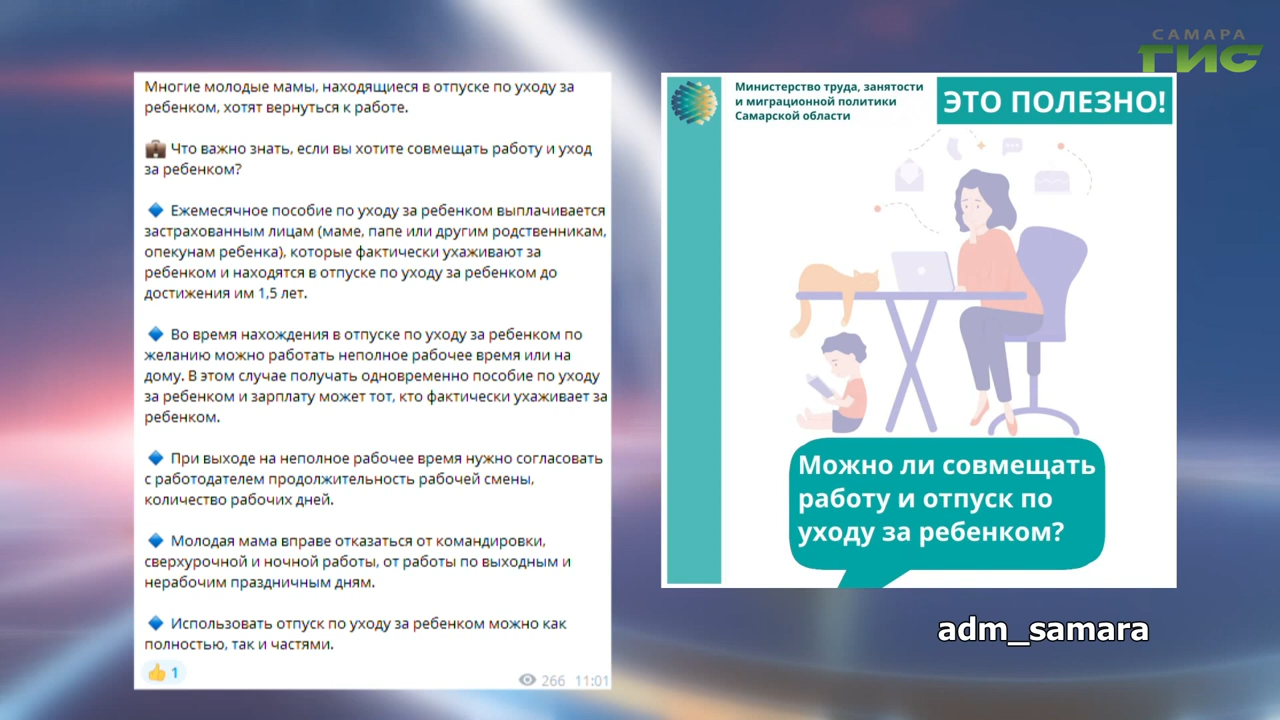 САМАРА
ГИС
Многие молодые мамы, находящиеся в отпуске по уходу за
ребенком, хотят вернуться к работе.
Что важно знать, если вы хотите совмещать работу и уход
за ребенком?
Ежемесячное пособие по уходу за ребенком выплачивается
застрахованным лицам (маме, папе или другим родственникам,
опекунам ребенка), которые фактически ухаживают за
ребенком и находятся в отпуске по уходу за ребенком до
достижения им 1,5 лет.
Во время нахождения в отпуске по уходу за ребенком по
желанию можно работать неполное рабочее время или на
дому. В этом случае получать одновременно пособие по уходу
за ребенком и зарплату может тот, кто фактически ухаживает за
ребенком.
При выходе на неполное рабочее время нужно согласовать
с работодателем продолжительность рабочей смены,
количество рабочих дней.
Молодая мама вправе отказаться от командировки,
сверхурочной и ночной работы, от работы по выходным и
нерабочим праздничным дням.
Использовать отпуск по уходу за ребенком можно как
полностью, так и частями.
1
266 11:01
Министерство труда, занятости
и миграционной политики
Самарской области
ЭТО ПОЛЕЗНО!
Можно ли совмещать
работу и отпуск по
уходу за ребенком?
adm_samara